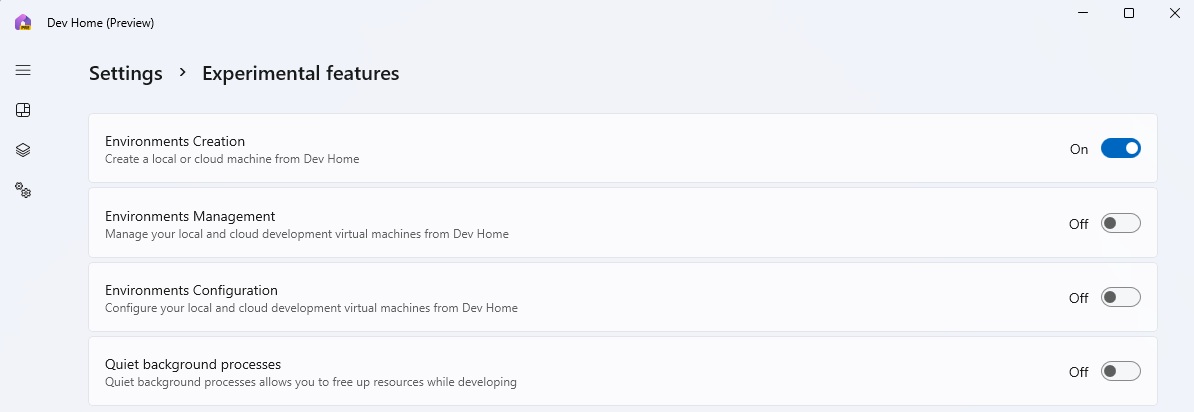 Dev Home (Preview)
Settings > Experimental features
Environments Creation
Create a local or cloud machine from Dev Home
On
Environments Management
Manage your local and cloud development virtual machines from Dev Home
Off
Environments Configuration
Configure your local and cloud development virtual machines from Dev Home
Off
Quiet background processes
Quiet background processes allows you to free up resources while developing
Off